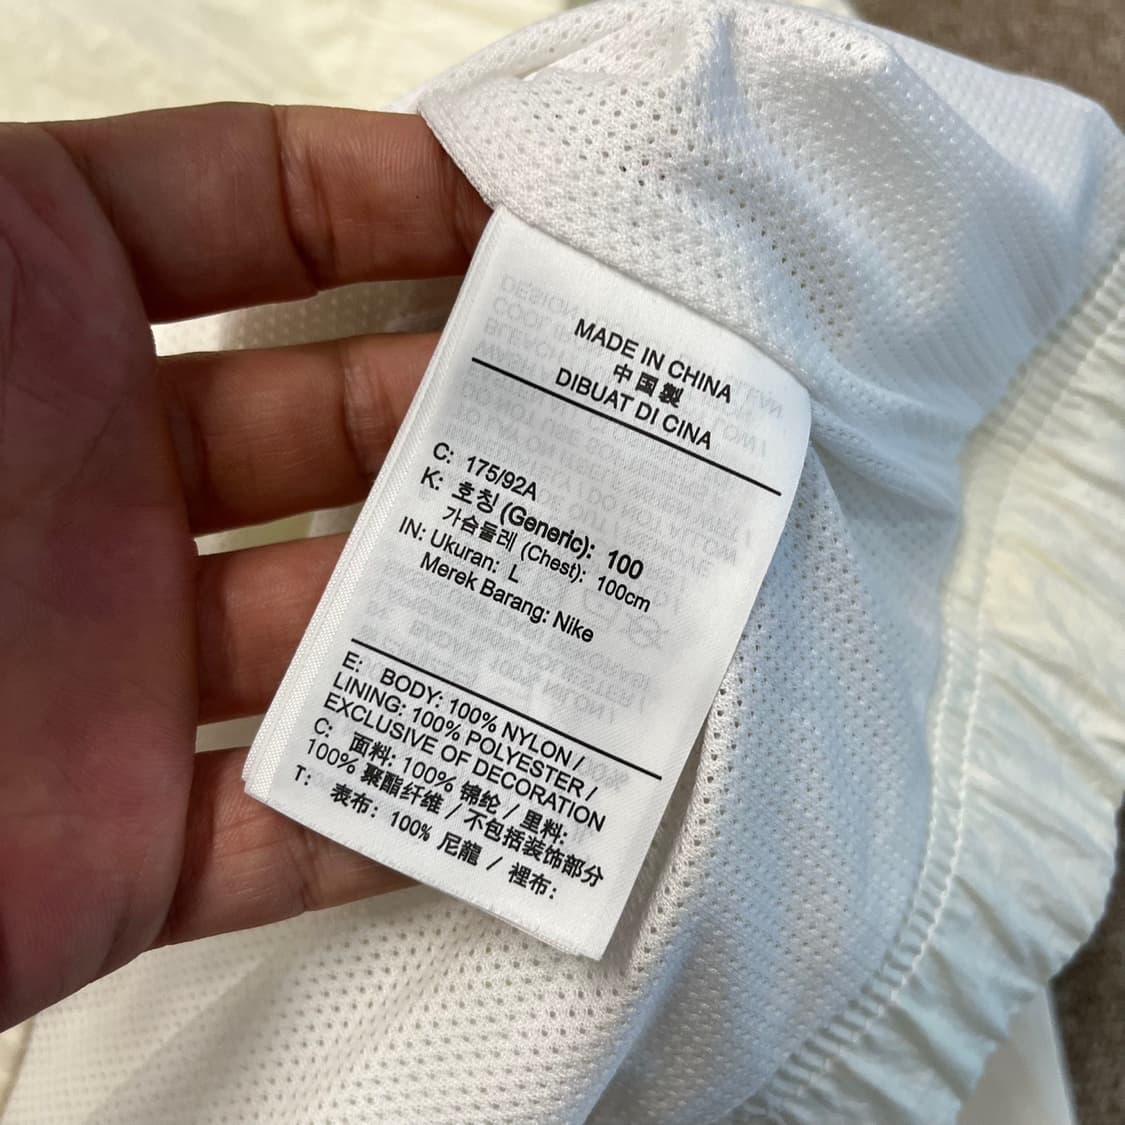 MADE IN CHINA
中国製
DIBUAT DI CINA
C: 175/92A
K: 호칭 (Generic): 100
가슴둘레 (Chest): 100cm
IN: Ukuran: L
Merek Barang: Nike
E: BODY: 100% NYLON /
LINING: 100% POLYESTER /
EXCLUSIVE OF DECORATION
C: 面料: 100% 锦纶 / 里料:
100% 聚酯纤维 / 不包括装饰部分
T: 表布: 100% 尼龍 / 裡布: